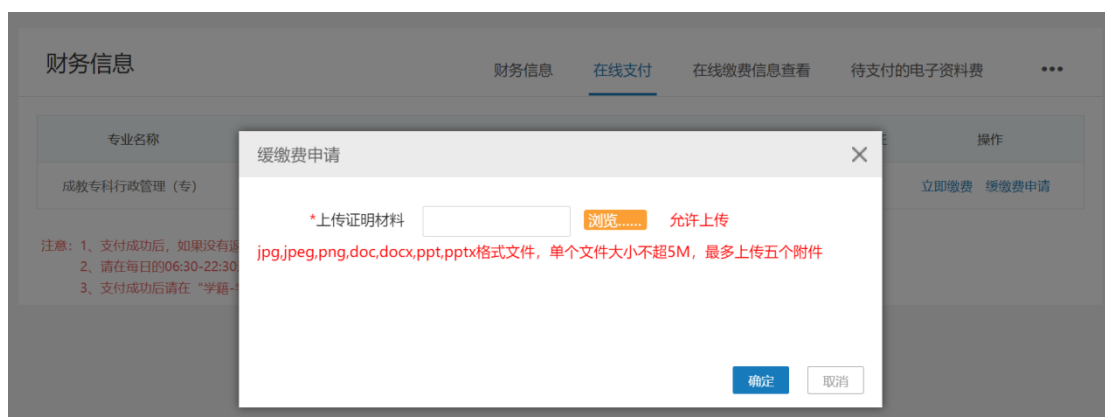 财务信息
财务信息 在线支付 在线缴费信息查看 待支付的电子资料费 •••
专业名称 操作
缓缴费申请
成教专科行政管理（专） 立即缴费 缓缴费申请
*上传证明材料 浏览...... 允许上传
jpg,jpeg,png,doc,docx,ppt,pptx格式文件，单个文件大小不超5M，最多上传五个附件
注意：1、支付成功后，如果没有返
2、请在每日的06:30-22:30
3、支付成功后请在“学籍-
确定 取消